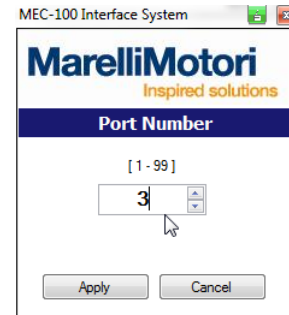 MEC-100 Interface System
MarelliMotori
Inspired solutions
Port Number
[ 1 - 99 ]
3
Apply Cancel